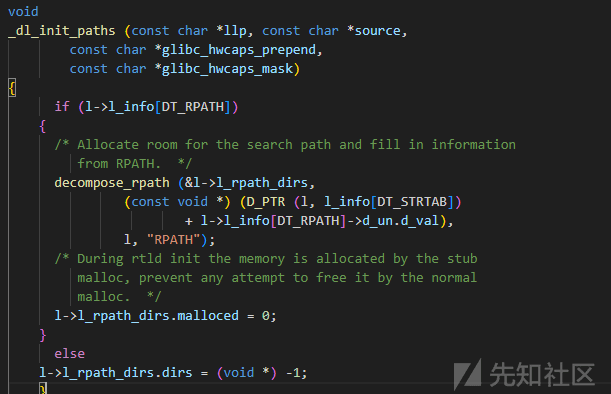 void
_dl_init_paths (const char *llp, const char *source,
const char *glibc_hwcaps_prepend,
const char *glibc_hwcaps_mask)
{
if (l->l_info[DT_RPATH])
{
/* Allocate room for the search path and fill in information
from RPATH.  */
decompose_rpath (&l->l_rpath_dirs,
(const void *) (D_PTR (l, l_info[DT_STRTAB])
+ l->l_info[DT_RPATH]->d_un.d_val),
l, "RPATH");
/* During rtld init the memory is allocated by the stub
malloc, prevent any attempt to free it by the normal
malloc.  */
l->l_rpath_dirs.malloced = 0;
}
else
l->l_rpath_dirs.dirs = (void *) -1;
}
先知社区